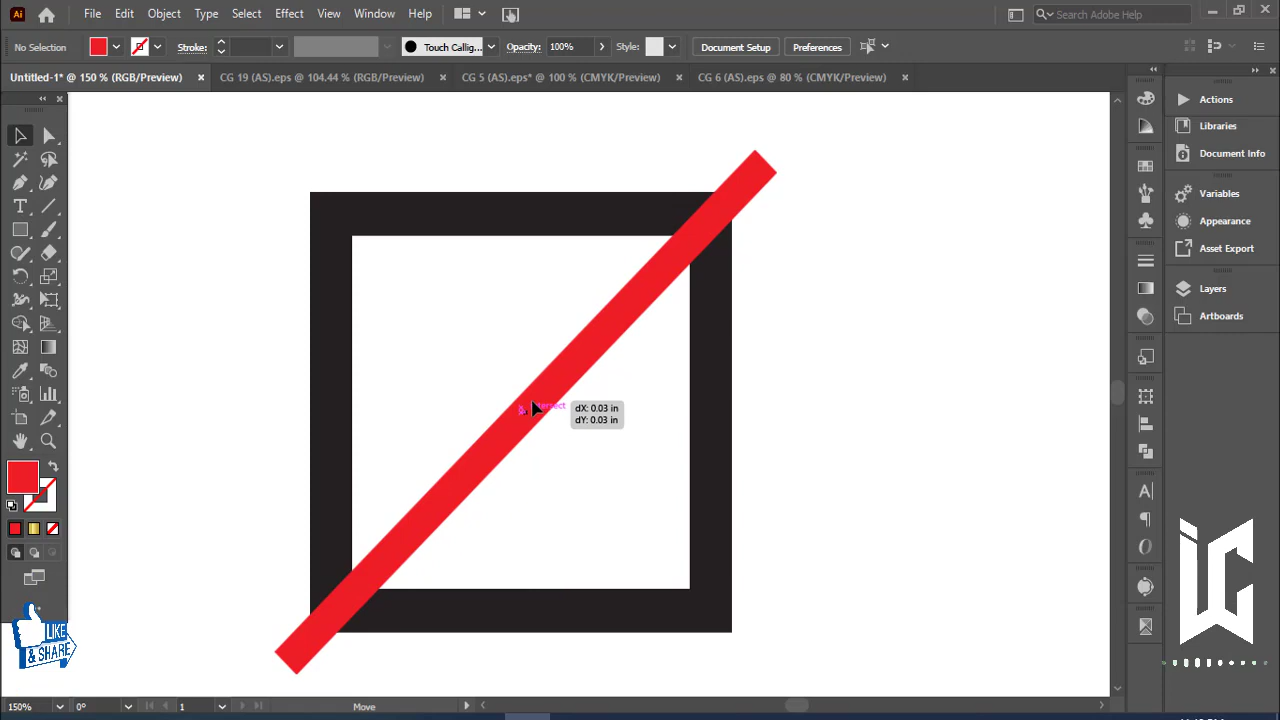 Ai File Edit Object Type Select Effect View Window Help Search Adobe Help
No Selection Stroke: Touch Callig... Opacity: 100% Style: Document Setup Preferences
Untitled-1* @ 150 % (RGB/Preview) CG 19 (AS).eps @ 104.44 % (RGB/Preview) CG 5 (AS).eps* @ 100 % (CMYK/Preview) CG 6 (AS).eps @ 80 % (CMYK/Preview)
Actions
Libraries
Document Info
Variables
Appearance
Asset Export
Layers
Artboards
dX: 0.03 in
dY: 0.03 in
LIKE
& SHARE
150% 0° 1 Move